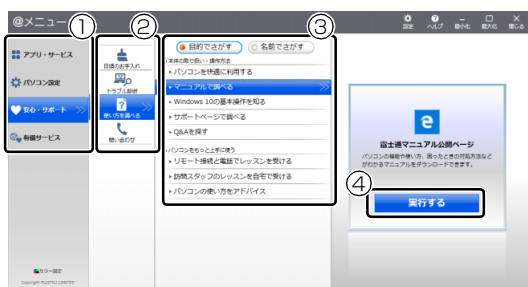 @メニュー
① ② ③
設定 ヘルプ 最小化 最大化 閉じる
アプリ・サービス
パソコン設定
安心・サポート
有償サービス
日頃のお手入れ
トラブル診断
使い方を調べる
問い合わせ
目的でさがす 名前でさがす
本体の取り扱い・操作方法
パソコンを快適に利用する
マニュアルで調べる
Windows 10の基本操作を知る
サポートページで調べる
Q&Aを探す
パソコンをもっと上手に使う
リモート接続と電話でレッスンを受ける
訪問スタッフのレッスンを自宅で受ける
パソコンの使い方をアドバイス
富士通マニュアル公開ページ
パソコンの機能や使い方、困ったときの対処方法など
がわかるマニュアルをダウンロードできます。
④
実行する
カラー設定
Copyright FUJITSU LIMITED